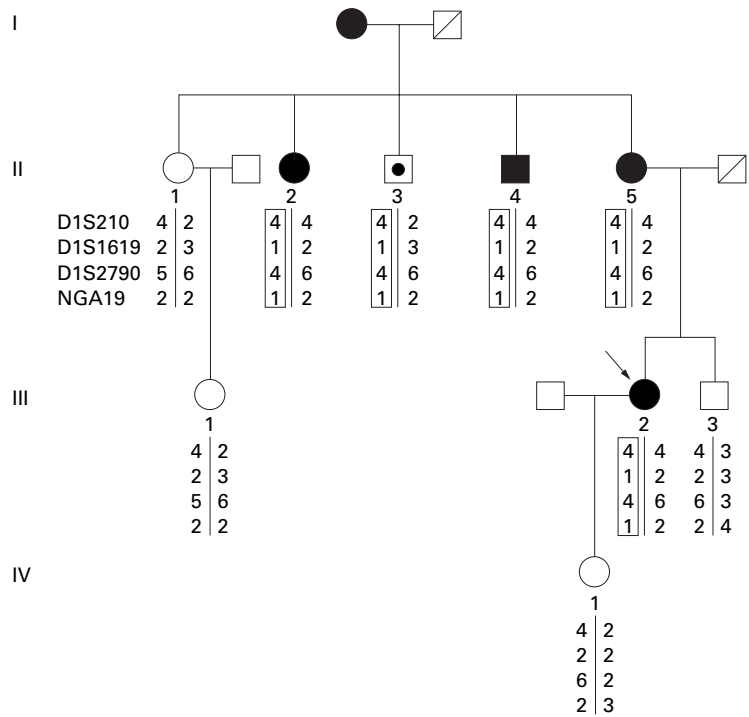 I
II
1 2 3 4 5
D1S210 4 2 4 4 4 2 4 4 4 4
D1S1619 2 3 1 2 1 3 1 2 1 2
D1S2790 5 6 4 6 4 6 4 6 4 6
NGA19 2 2 1 2 1 2 1 2 1 2
III
1 2 3
4 2 4 4 4 3
2 3 1 2 2 3
5 6 4 6 6 3
2 2 1 2 2 4
IV
1
4 2
2 2
6 2
2 3